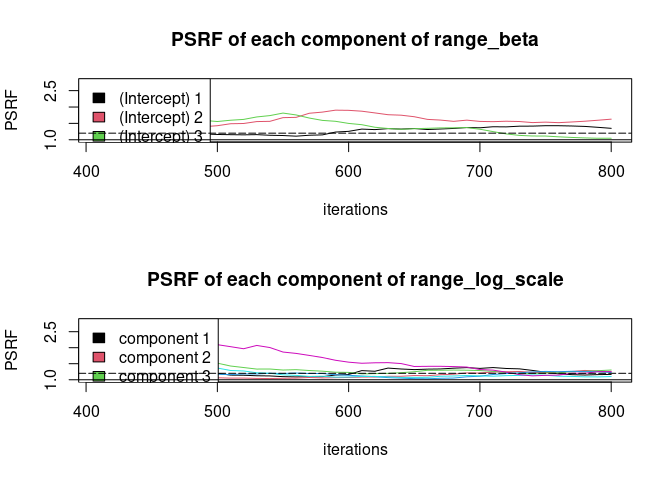 PSRF of each component of range_beta
PSRF
2.5
1.0
(Intercept) 1
(Intercept) 2
(Intercept) 3
400 500 600 700 800
iterations
PSRF of each component of range_log_scale
PSRF
2.5
1.0
component 1
component 2
component 3
400 500 600 700 800
iterations